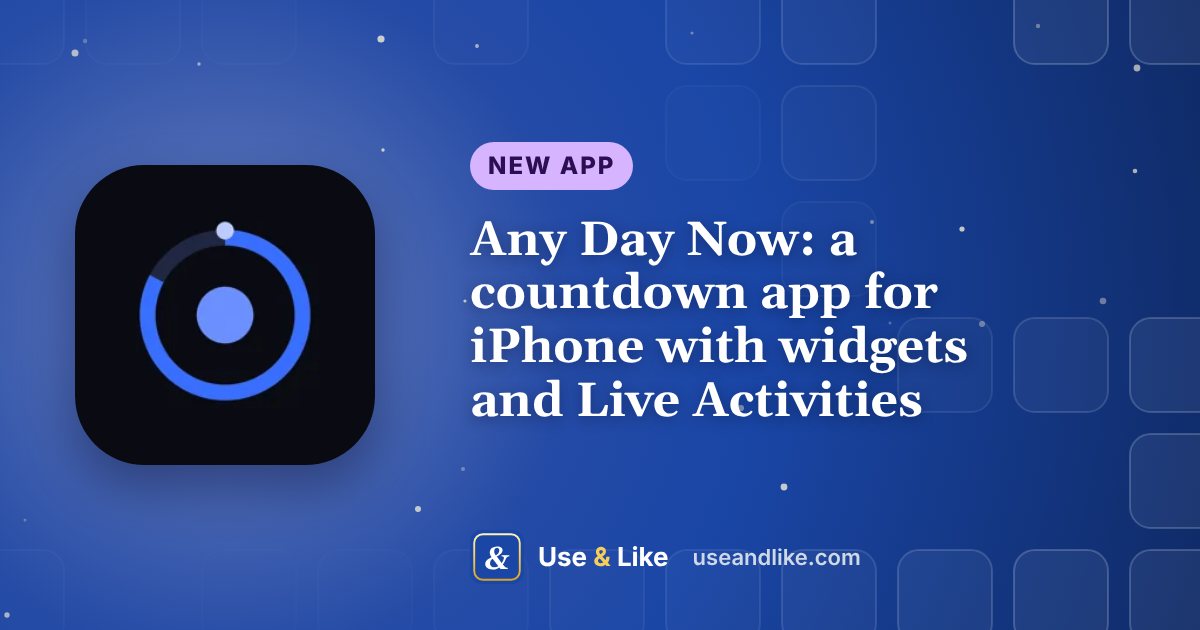 NEW APP
Any Day Now: a
countdown app for
iPhone with widgets
and Live Activities
& Use & Like useandlike.com